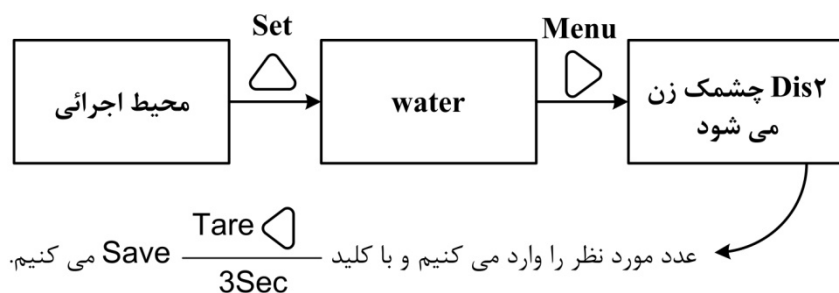 Set
Menu
محیط اجرائی
water
Dis۲ چشمک زن
می شود
عدد مورد نظر را وارد می کنیم و با کلید Tare 3Sec Save می کنیم.